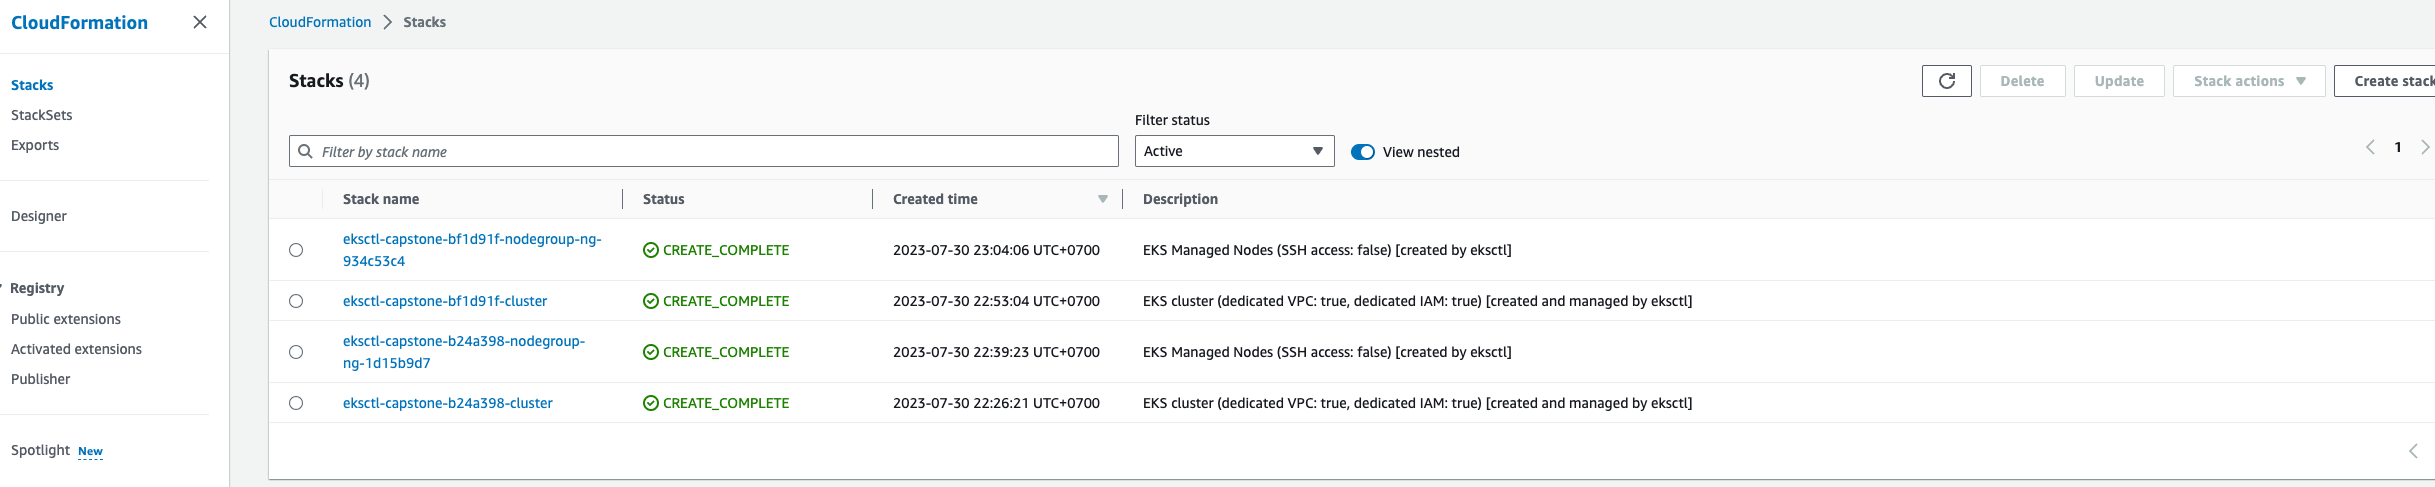 CloudFormation
Stacks
StackSets
Exports
Designer
Registry
Public extensions
Activated extensions
Publisher
Spotlight New
CloudFormation > Stacks
Stacks (4)
Delete
Update
Stack actions
Create stack
Filter status
Filter by stack name
Active
View nested
1
Stack name Status Created time Description
eksctl-capstone-bf1d91f-nodegroup-ng-
934c53c4
CREATE_COMPLETE 2023-07-30 23:04:06 UTC+0700 EKS Managed Nodes (SSH access: false) [created by eksctl]
eksctl-capstone-bf1d91f-cluster CREATE_COMPLETE 2023-07-30 22:53:04 UTC+0700 EKS cluster (dedicated VPC: true, dedicated IAM: true) [created and managed by eksctl]
eksctl-capstone-b24a398-nodegroup-
ng-1d15b9d7
CREATE_COMPLETE 2023-07-30 22:39:23 UTC+0700 EKS Managed Nodes (SSH access: false) [created by eksctl]
eksctl-capstone-b24a398-cluster CREATE_COMPLETE 2023-07-30 22:26:21 UTC+0700 EKS cluster (dedicated VPC: true, dedicated IAM: true) [created and managed by eksctl]